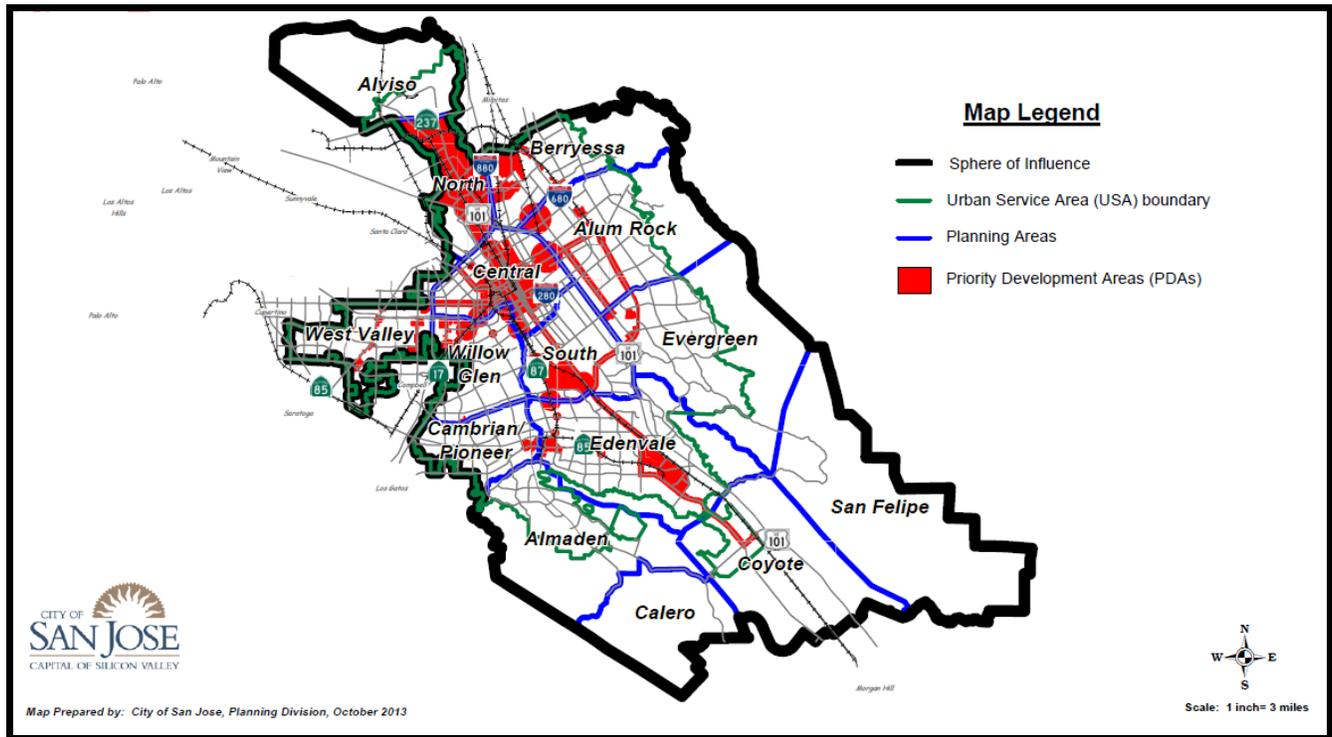 Palo Alto
Alviso
Milpitas
237
Berryessa
Mountain
View
880
North
Los Altos
680
Los Altos
Hills
Sunnyvale
101
Santa Clara
Alum Rock
Central
280
Cupertino
Palo Alto
West Valley
Evergreen
Willow
Glen
South
101
87
17
85
Campbell
Saratoga
Cambrian/
Pioneer
85
Edenvale
Los Gatos
San Felipe
Almaden
101
Coyote
Calero
Morgan Hill
Map Legend
Sphere of Influence
Urban Service Area (USA) boundary
Planning Areas
Priority Development Areas (PDAs)
CITY OF
SAN JOSE
CAPITAL OF SILICON VALLEY
Map Prepared by: City of San Jose, Planning Division, October 2013
N
W E
S
Scale: 1 inch= 3 miles